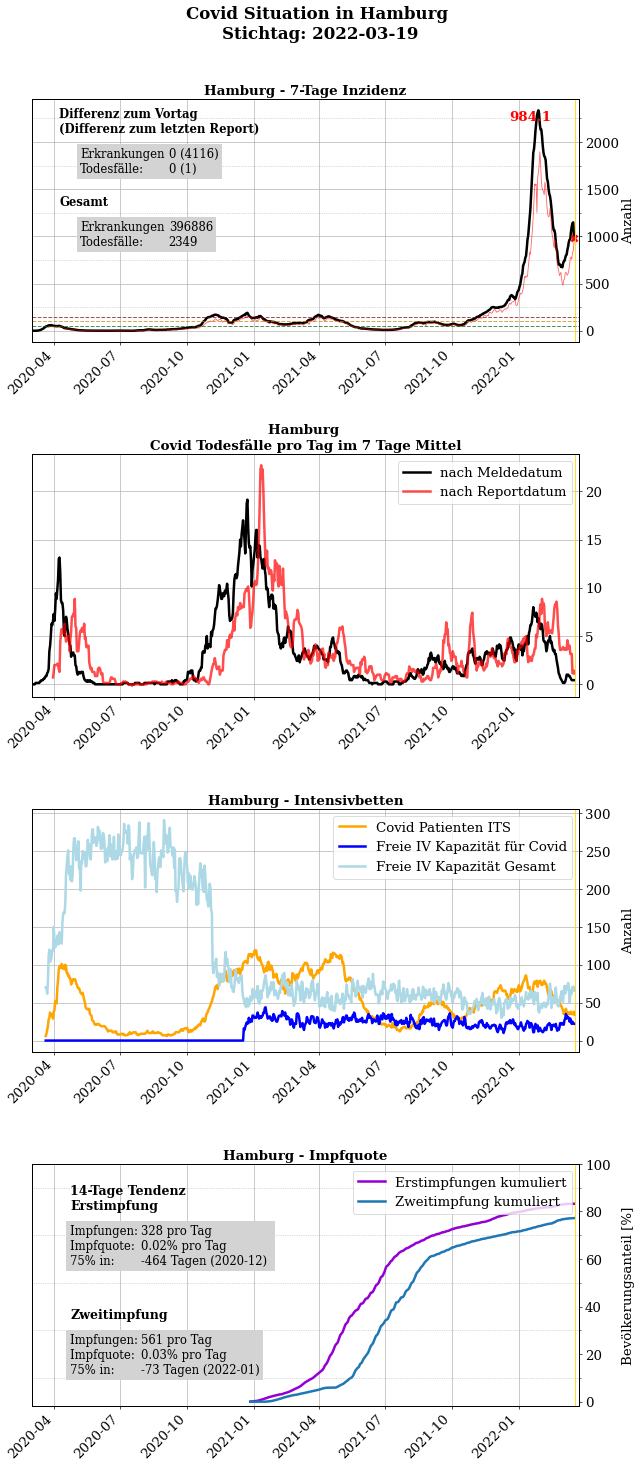 Covid Situation in Hamburg
Stichtag: 2022-03-19
Hamburg - 7-Tage Inzidenz
Differenz zum Vortag
(Differenz zum letzten Report)
Erkrankungen 0 (4116)
Todesfälle: 0 (1)
Gesamt
Erkrankungen 396886
Todesfälle: 2349
984.1
2000
1500
1000
500
0
Anzahl
2020-04
2020-07
2020-10
2021-01
2021-04
2021-07
2021-10
2022-01
Hamburg
Covid Todesfälle pro Tag im 7 Tage Mittel
nach Meldedatum
nach Reportdatum
20
15
10
5
0
2020-04
2020-07
2020-10
2021-01
2021-04
2021-07
2021-10
2022-01
Hamburg - Intensivbetten
Covid Patienten ITS
Freie IV Kapazität für Covid
Freie IV Kapazität Gesamt
300
250
200
150
100
50
0
Anzahl
2020-04
2020-07
2020-10
2021-01
2021-04
2021-07
2021-10
2022-01
Hamburg - Impfquote
14-Tage Tendenz
Erstimpfung
Impfungen: 328 pro Tag
Impfquote: 0.02% pro Tag
75% in: -464 Tagen (2020-12)
Zweitimpfung
Impfungen: 561 pro Tag
Impfquote: 0.03% pro Tag
75% in: -73 Tagen (2022-01)
Erstimpfungen kumuliert
Zweitimpfung kumuliert
100
80
60
40
20
0
Bevölkerungsanteil [%]
2020-04
2020-07
2020-10
2021-01
2021-04
2021-07
2021-10
2022-01